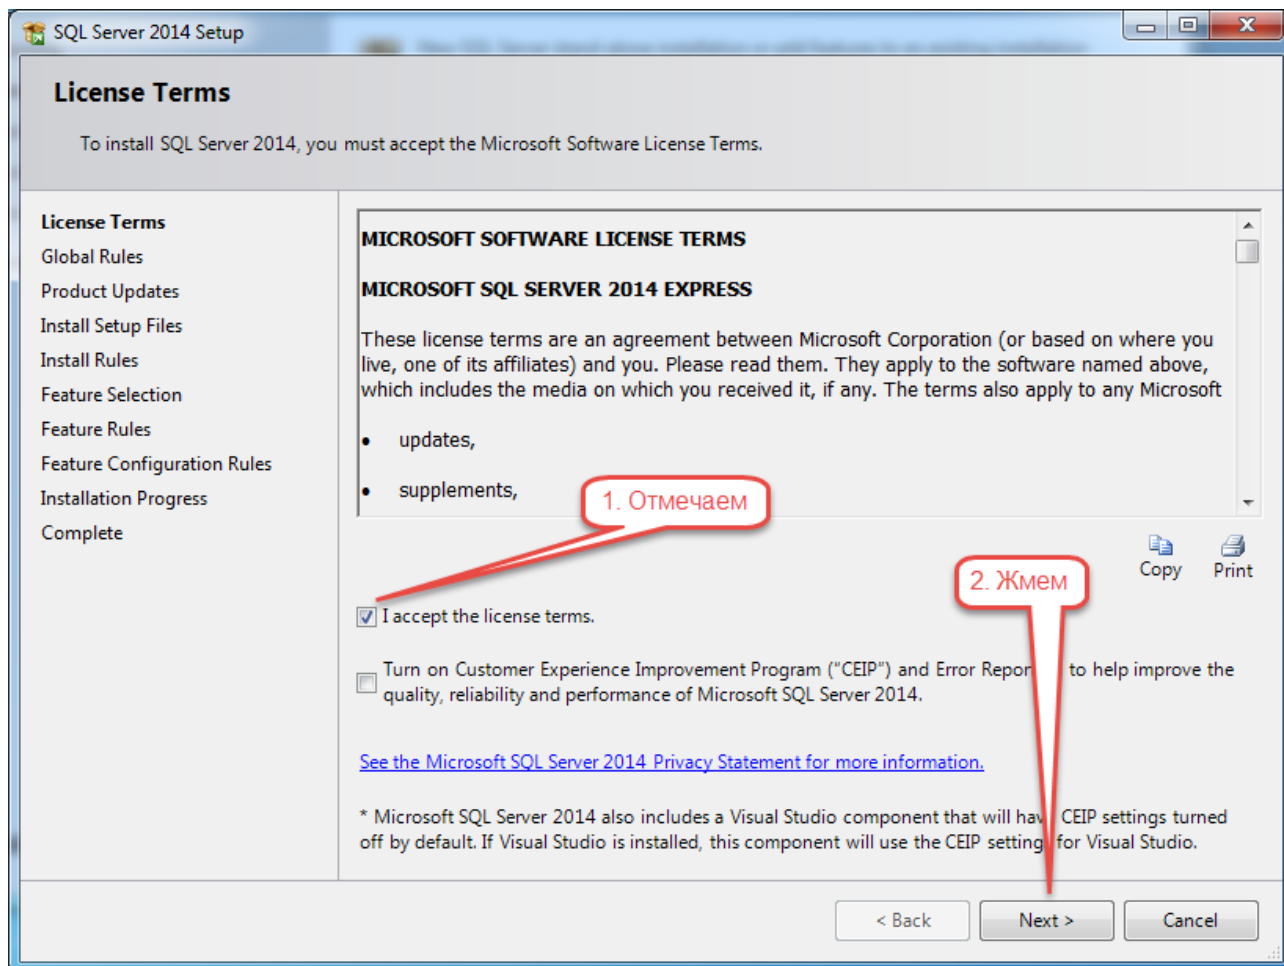 SQL Server 2014 Setup
License Terms
To install SQL Server 2014, you must accept the Microsoft Software License Terms.
License Terms
Global Rules
Product Updates
Install Setup Files
Install Rules
Feature Selection
Feature Rules
Feature Configuration Rules
Installation Progress
Complete
MICROSOFT SOFTWARE LICENSE TERMS
MICROSOFT SQL SERVER 2014 EXPRESS
These license terms are an agreement between Microsoft Corporation (or based on where you
live, one of its affiliates) and you. Please read them. They apply to the software named above,
which includes the media on which you received it, if any. The terms also apply to any Microsoft
• updates,
• supplements,
1. Отмечаем
Copy
Print
2. Жмем
I accept the license terms.
Turn on Customer Experience Improvement Program ("CEIP") and Error to help improve the
quality, reliability and performance of Microsoft SQL Server 2014.
See the Microsoft SQL Server 2014 Privacy Statement for more information.
* Microsoft SQL Server 2014 also includes a Visual Studio component that will have CEIP settings turned
off by default. If Visual Studio is installed, this component will use the CEIP settings for Visual Studio.
< Back
Next >
Cancel